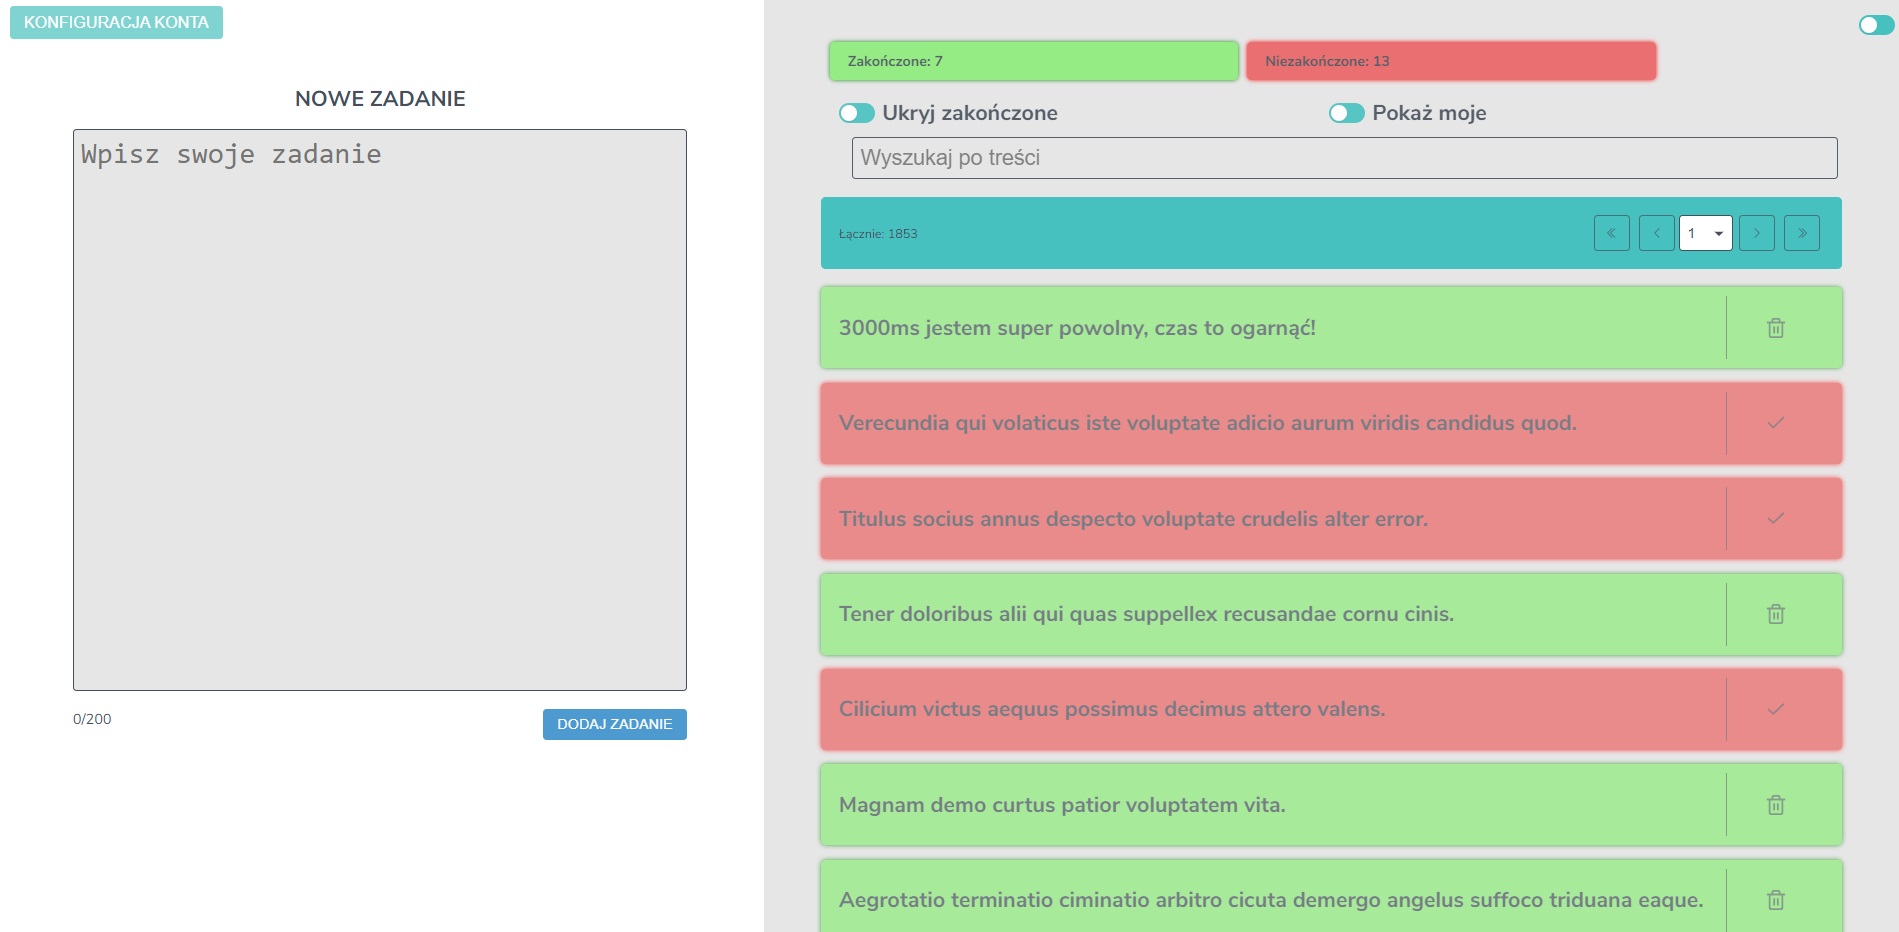 KONFIGURACJA KONTA
NOWE ZADANIE
Wpisz swoje zadanie
0/200
DODAJ ZADANIE
Zakończone: 7
Niezakończone: 13
Ukryj zakończone
Pokaż moje
Wyszukaj po treści
Łącznie: 1853
1
3000ms jestem super powolny, czas to ogarnąć!
Verecundia qui volaticus iste voluptate adicio aurum viridis candidus quod.
Titulus socius annus despecto voluptate crudelis alter error.
Tener doloribus alii qui quas suppellex recusandae cornu cinis.
Cilicium victus aequus possimus decimus attero valens.
Magnam demo curtus patior voluptatem vita.
Aegrotatio terminatio ciminatio arbitro cicuta demergo angelus suffoco triduana eaque.